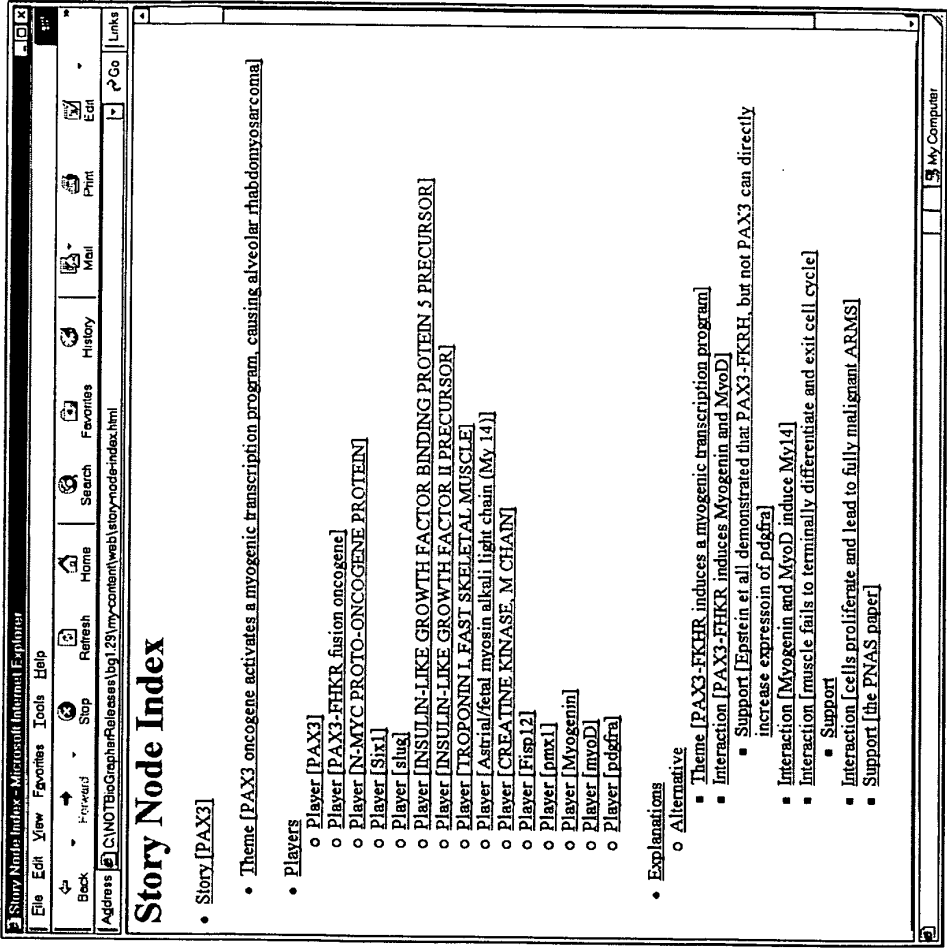 Story Node Index - Microsoft Internet Explorer
File Edit View Favorites Tools Help
Back Forward Stop Refresh Home Search Favorites History Mail Print Edit
Address C:\NOTBioGrapharReleases\bg1.29\my-content\web\story-node-index.html Go Links
Story Node Index
• Story [PAX3]
• Theme [PAX3 oncogene activates a myogenic transcription program, causing alveolar rhabdomyosarcoma]
• Players
o Player [PAX3]
o Player [PAX3-FHKR fusion oncogene]
o Player [N-MYC PROTO-ONCOGENE PROTEIN]
o Player [Six1]
o Player [slug]
o Player [INSULIN-LIKE GROWTH FACTOR BINDING PROTEIN 5 PRECURSOR]
o Player [INSULIN-LIKE GROWTH FACTOR II PRECURSOR]
o Player [TROPONIN I, FAST SKELETAL MUSCLE]
o Player [Astrial/fetal myosin alkali light chain (My 14)]
o Player [CREATINE KINASE, M CHAIN]
o Player [Fisp12]
o Player [pmx1]
o Player [Myogenin]
o Player [myoD]
o Player [pdgfra]
• Explanations
o Alternative
▪ Theme [PAX3-FKHR induces a myogenic transcription program]
▪ Interaction [PAX3-FHKR induces Myogenin and MyoD]
▪ Support [Epstein et all demonstrated that PAX3-FKRH, but not PAX3 can directly
increase expressoin of pdgfra]
▪ Interaction [Myogenin and MyoD induce My14]
▪ Interaction [muscle fails to terminally differentiate and exit cell cycle]
▪ Support
▪ Interaction [cells proliferate and lead to fully malignant ARMS]
▪ Support [the PNAS paper]
My Computer